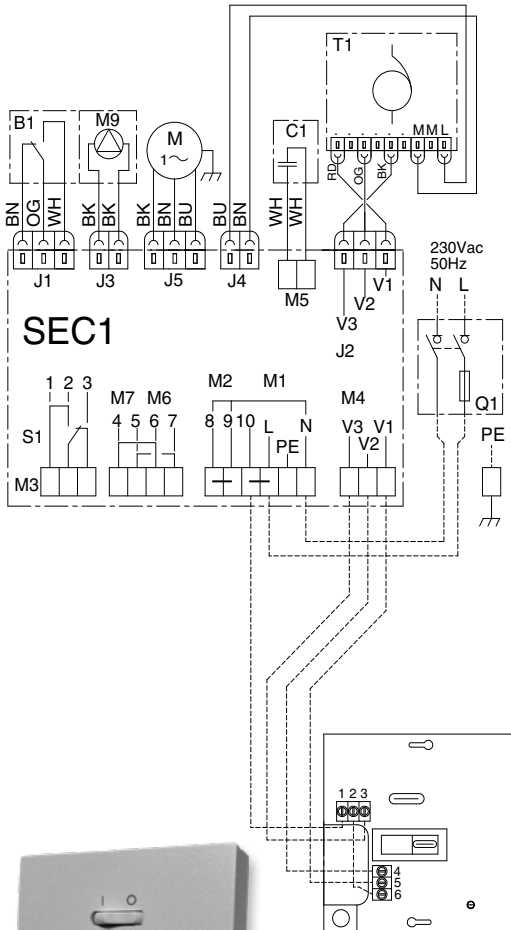 T1
MML
B1
M9
M
1~
C1
RD
OG
BK
BN
OG
WH
BK
BK
BK
BN
BU
BU
BN
WH
WH
J1
J3
J5
J4
M5
V3
V2
V1
J2
230Vac
50Hz
N L
Q1
PE
SEC1
1 2 3
S1
M3
M7 M6
4 5 6 7
M2 M1
8 9 10 L PE N
M4
V3 V2 V1
1 2 3
4
5
6
I O